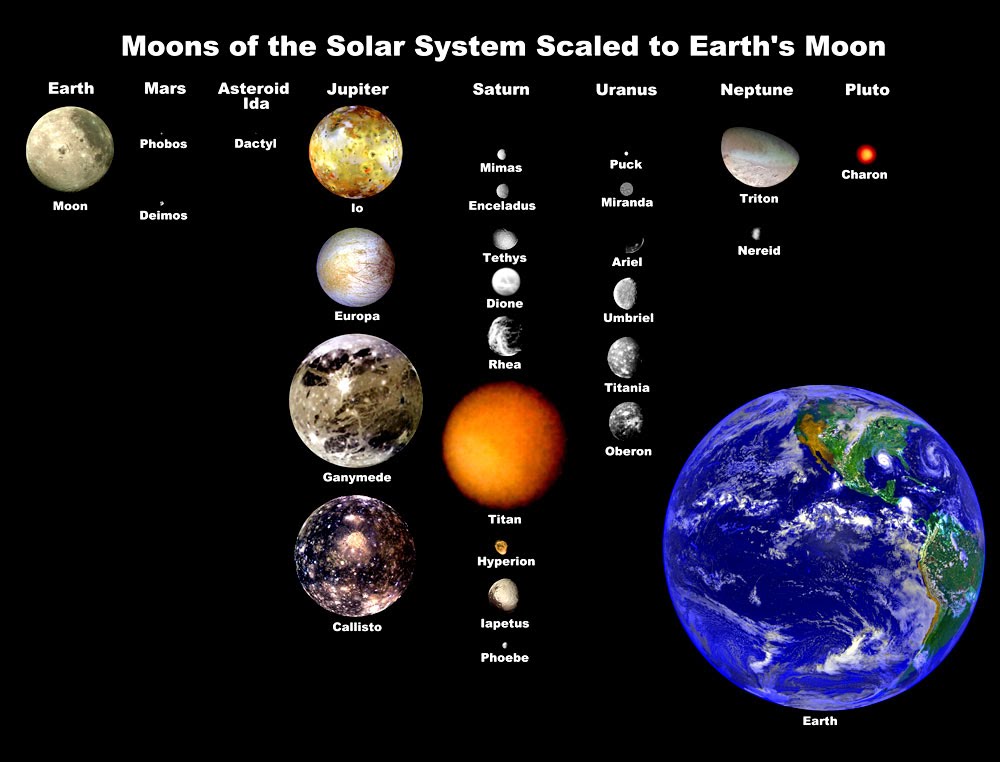 Moons of the Solar System Scaled to Earth's Moon
Earth
Mars
Asteroid
Ida
Jupiter
Saturn
Uranus
Neptune
Pluto
Moon
Phobos
Deimos
Dactyl
Io
Europa
Ganymede
Callisto
Mimas
Enceladus
Tethys
Dione
Rhea
Titan
Hyperion
Iapetus
Phoebe
Puck
Miranda
Ariel
Umbriel
Titania
Oberon
Triton
Nereid
Charon
Earth